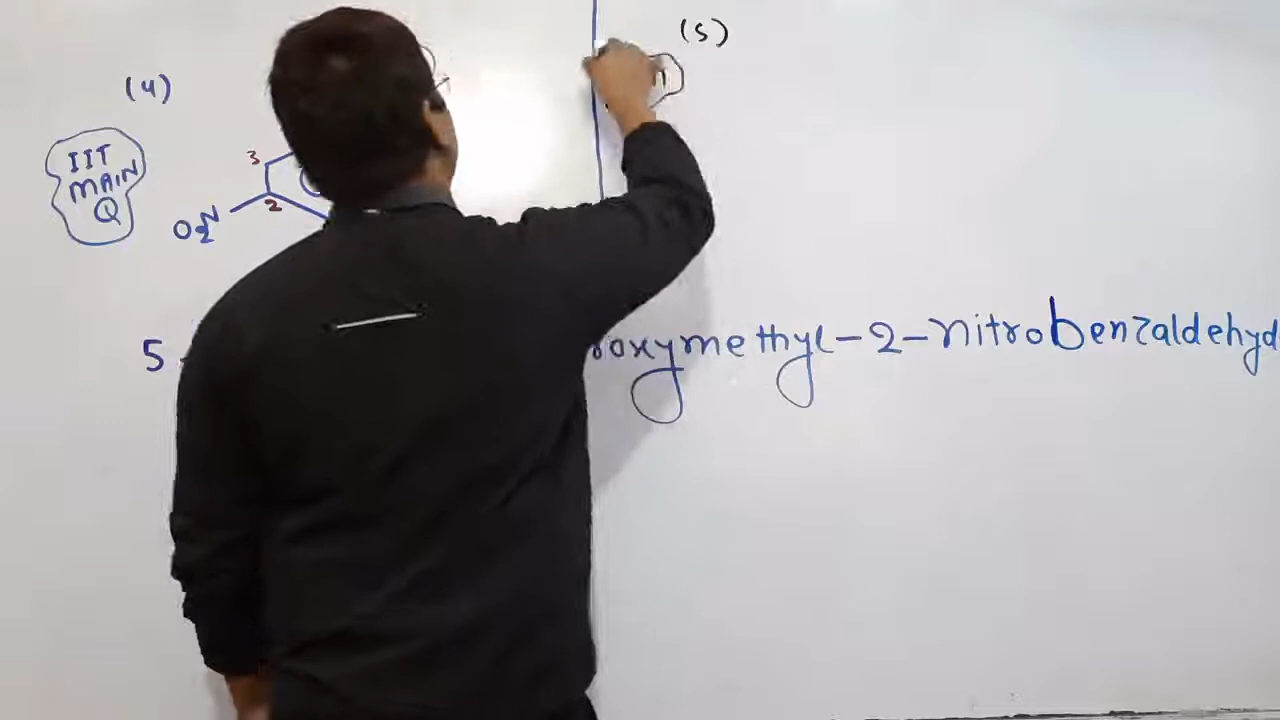 (4)
IIT
MAIN
Q
3
2
O2N
5
oxymethyl-2-nitrobenzaldehyd
(5)